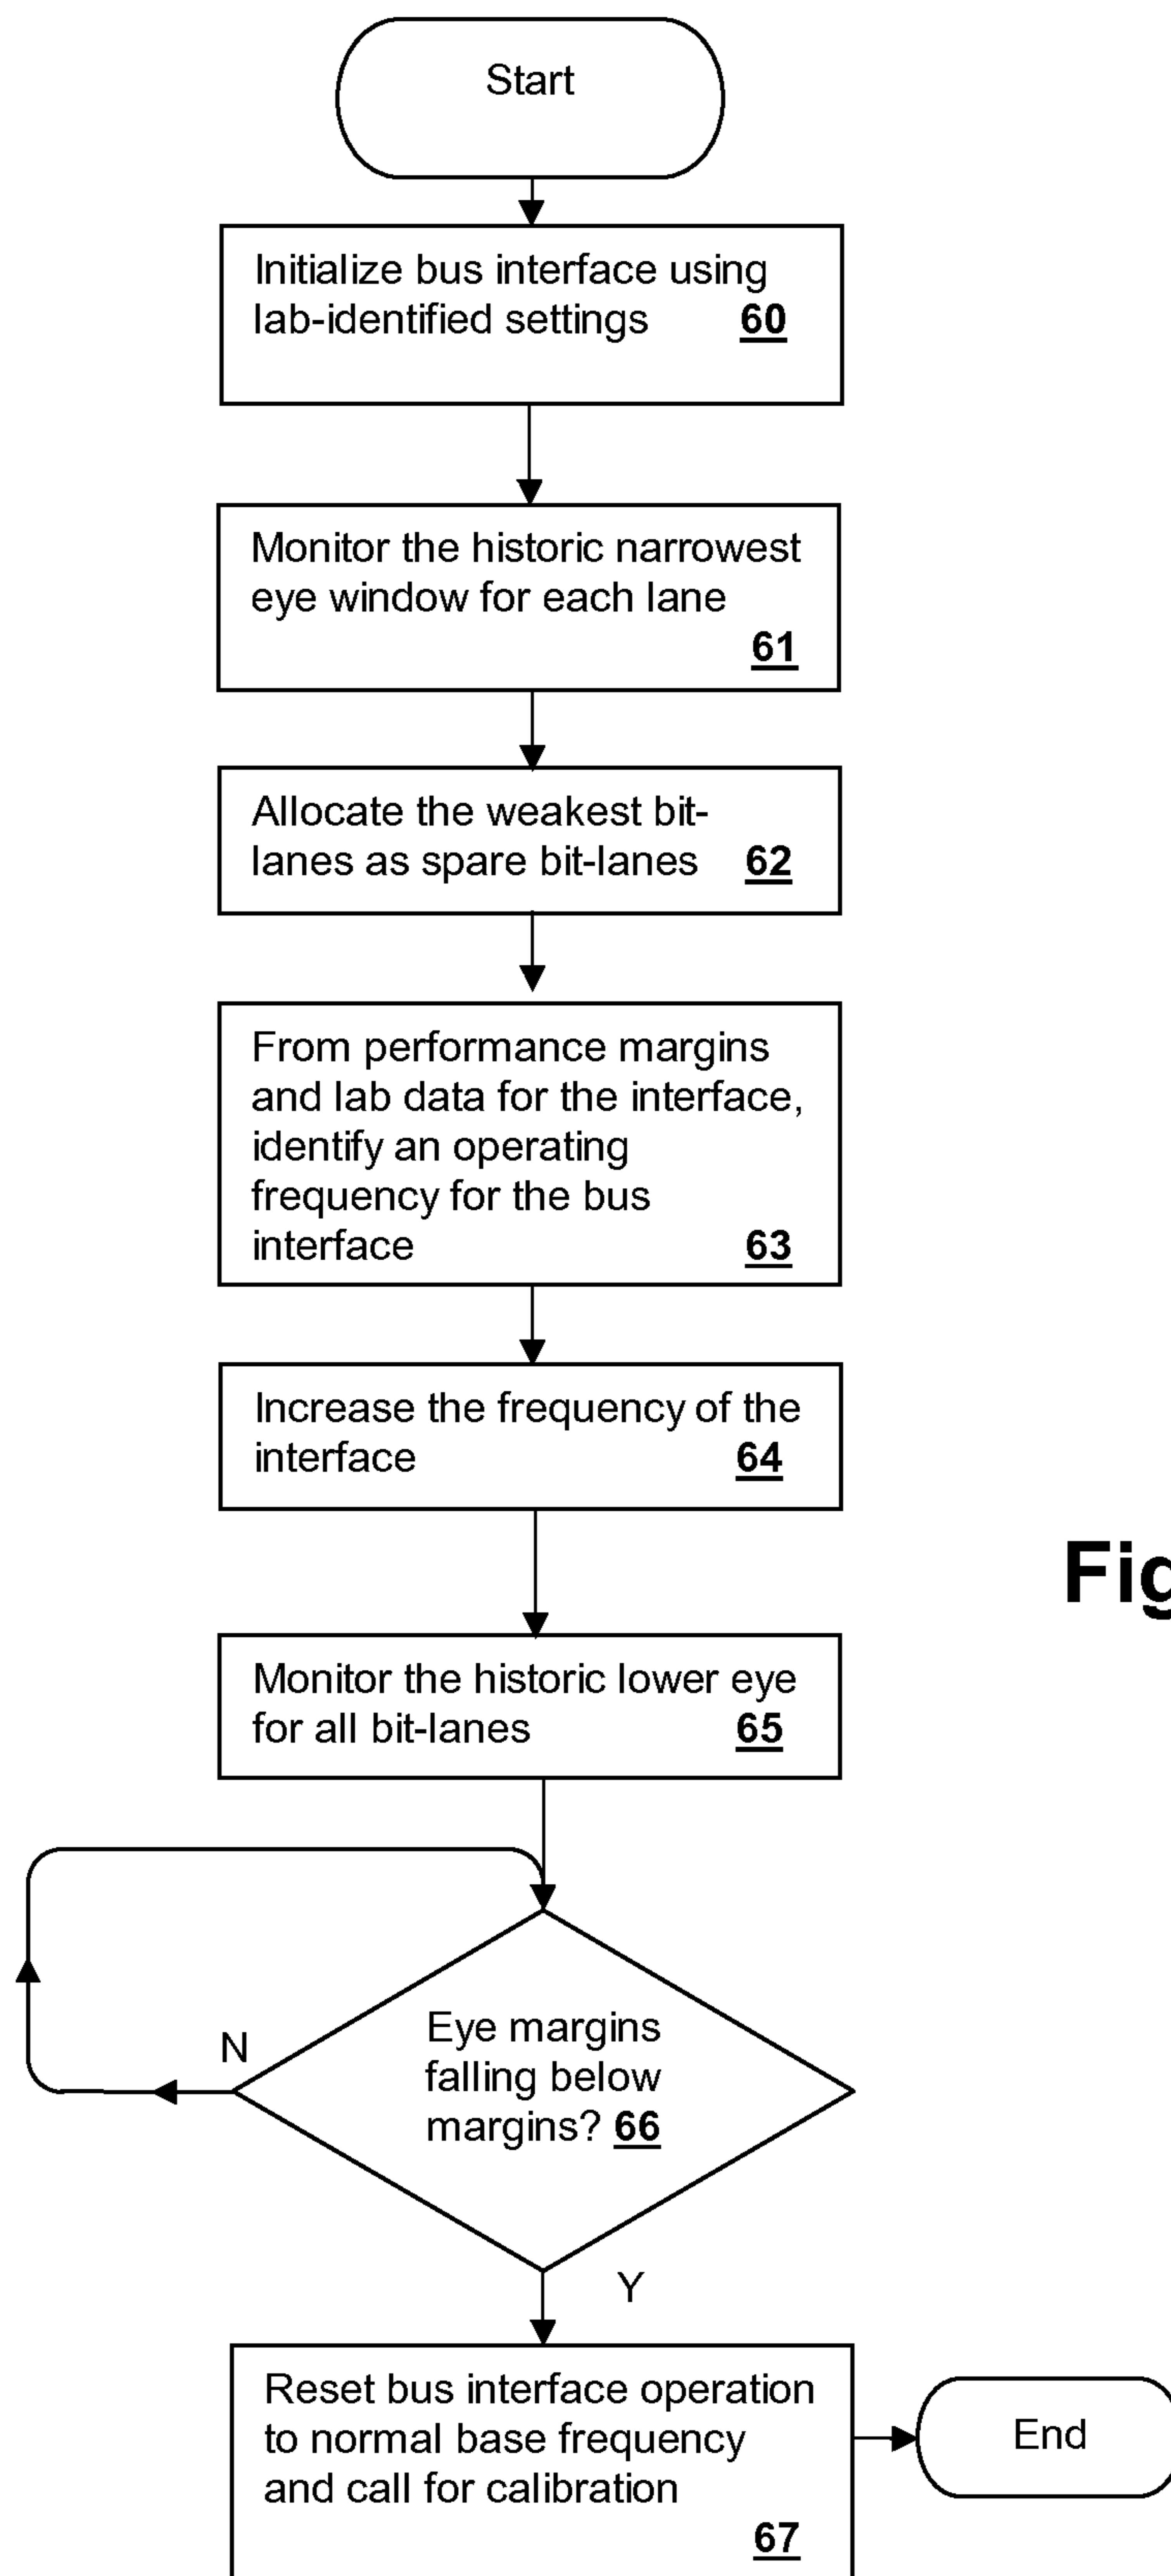 Start
Initialize bus interface using
lab-identified settings 60
Monitor the historic narrowest
eye window for each lane
61
Allocate the weakest bit-
lanes as spare bit-lanes 62
From performance margins
and lab data for the interface,
identify an operating
frequency for the bus
interface 63
Increase the frequency of the
interface 64
Fig
Monitor the historic lower eye
for all bit-lanes 65
N
Eye margins
falling below
margins? 66
Y
Reset bus interface operation
to normal base frequency
and call for calibration
67
End